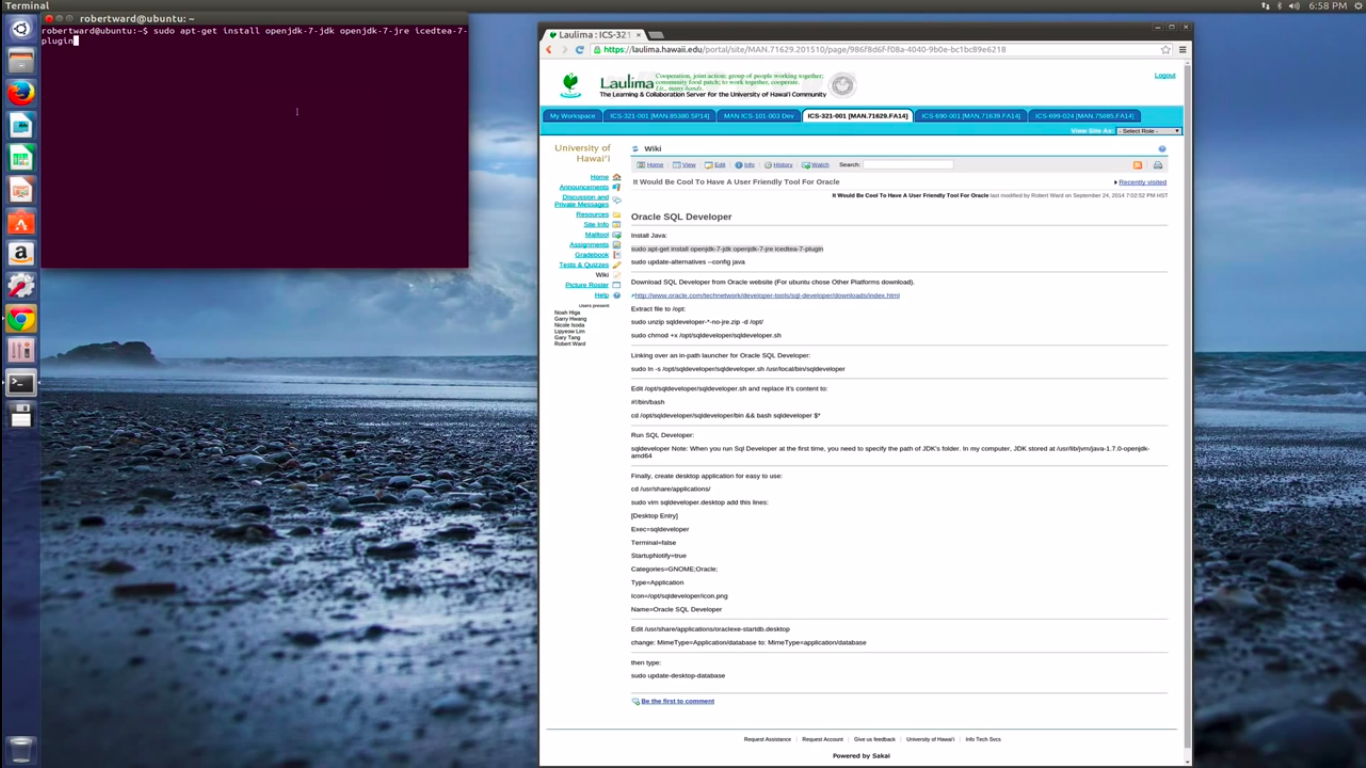 Terminal
6:58 PM
robertward@ubuntu: ~
robertward@ubuntu:~$ sudo apt-get install openjdk-7-jdk openjdk-7-jre icedtea-7-
plugin
Laulima : ICS-321
https://laulima.hawaii.edu/portal/site/MAN.71629.201510/page/986f8d6f-f08a-4040-9b0e-bc1bc89e6218
Laulima
Cooperation, joint action; group of people working together;
community food patch; to work together, cooperate.
I.e., many hands.
The Learning & Collaboration Server for the University of Hawai'i Community
Logout
My Workspace
ICS-321-001 [MAN.85380.SP14]
MAN.ICS-101-003 Dev
ICS-321-001 [MAN.71629.FA14]
ICS-690-001 [MAN.71639.FA14]
ICS-699-024 [MAN.75885.FA14]
View Site As:
- Select Role -
University of
Hawai'i
Home
Announcements
Discussion and
Private Messages
Resources
Site Info
Mailtool
Assignments
Gradebook
Tests & Quizzes
Wiki
Picture Roster
Help
Users present:
Noah Higa
Garry Hwang
Nicole Isoda
Lipyeow Lim
Gary Tang
Robert Ward
Wiki
Home
View
Edit
Info
History
Watch
Search:
It Would Be Cool To Have A User Friendly Tool For Oracle
Recently visited
It Would Be Cool To Have A User Friendly Tool For Oracle last modified by Robert Ward on September 24, 2014 7:02:52 PM HST
Oracle SQL Developer
Install Java:
sudo apt-get install openjdk-7-jdk openjdk-7-jre icedtea-7-plugin
sudo update-alternatives --config java
Download SQL Developer from Oracle website (For ubuntu chose Other Platforms download).
http://www.oracle.com/technetwork/developer-tools/sql-developer/downloads/index.html
Extract file to /opt:
sudo unzip sqldeveloper-*-no-jre.zip -d /opt/
sudo chmod +x /opt/sqldeveloper/sqldeveloper.sh
Linking over an in-path launcher for Oracle SQL Developer:
sudo ln -s /opt/sqldeveloper/sqldeveloper.sh /usr/local/bin/sqldeveloper
Edit /opt/sqldeveloper/sqldeveloper.sh and replace it's content to:
#!/bin/bash
cd /opt/sqldeveloper/sqldeveloper/bin && bash sqldeveloper $*
Run SQL Developer:
sqldeveloper Note: When you run Sql Developer at the first time, you need to specify the path of JDK's folder. In my computer, JDK stored at /usr/lib/jvm/java-1.7.0-openjdk-
amd64
Finally, create desktop application for easy to use:
cd /usr/share/applications/
sudo vim sqldeveloper.desktop add this lines:
[Desktop Entry]
Exec=sqldeveloper
Terminal=false
StartupNotify=true
Categories=GNOME;Oracle;
Type=Application
Icon=/opt/sqldeveloper/icon.png
Name=Oracle SQL Developer
Edit /usr/share/applications/oraclexe-startdb.desktop
change: MimeType=Application/database to: MimeType=application/database
then type:
sudo update-desktop-database
Be the first to comment
Request Assistance
Request Account
Give us feedback
University of Hawai'i
Info Tech Svcs
Powered by Sakai